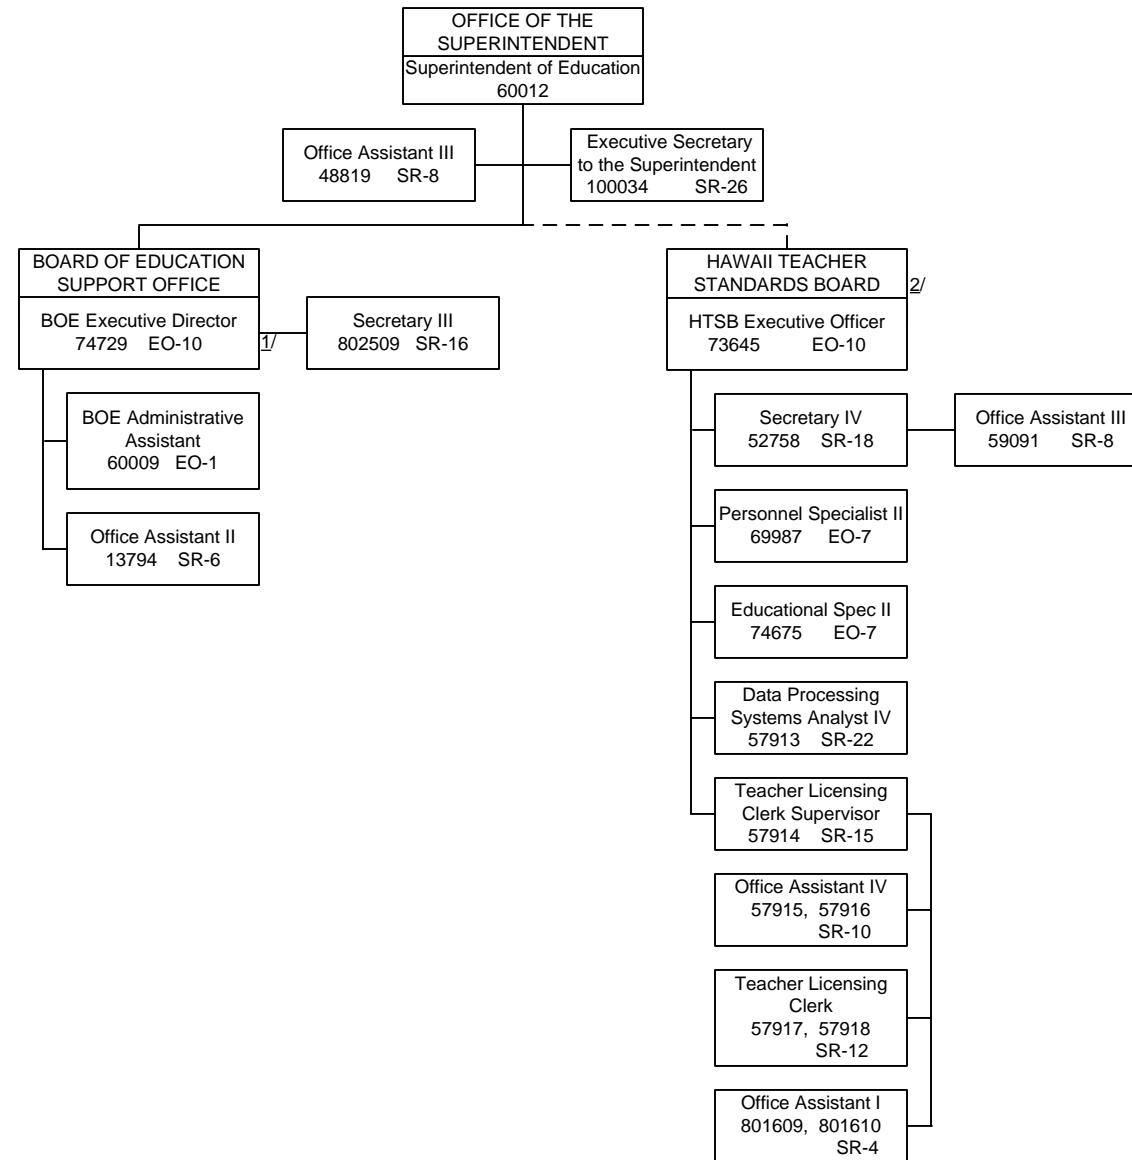 OFFICE OF THE
SUPERINTENDENT
Superintendent of Education
60012
Office Assistant III
48819 SR-8
Executive Secretary
to the Superintendent
100034 SR-26
BOARD OF EDUCATION
SUPPORT OFFICE
BOE Executive Director
74729 EO-10
1/
Secretary III
802509 SR-16
BOE Administrative
Assistant
60009 EO-1
Office Assistant II
13794 SR-6
HAWAII TEACHER
STANDARDS BOARD
2/
HTSB Executive Officer
73645 EO-10
Secretary IV
52758 SR-18
Office Assistant III
59091 SR-8
Personnel Specialist II
69987 EO-7
Educational Spec II
74675 EO-7
Data Processing
Systems Analyst IV
57913 SR-22
Teacher Licensing
Clerk Supervisor
57914 SR-15
Office Assistant IV
57915, 57916
SR-10
Teacher Licensing
Clerk
57917, 57918
SR-12
Office Assistant I
801609, 801610
SR-4